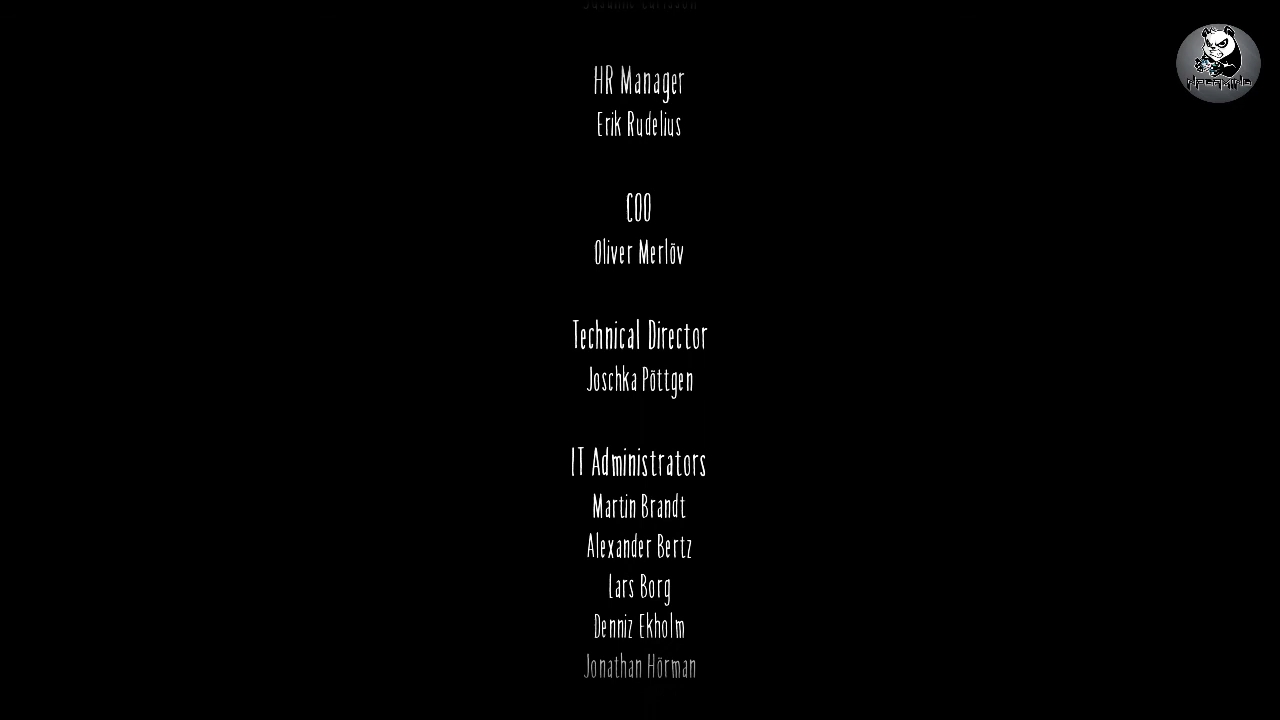 HR Manager
Erik Rudelius
COO
Oliver Merlöv
Technical Director
Joschka Pöttgen
IT Administrators
Martin Brandt
Alexander Bertz
Lars Borg
Denniz Ekholm
Jonathan Hörman